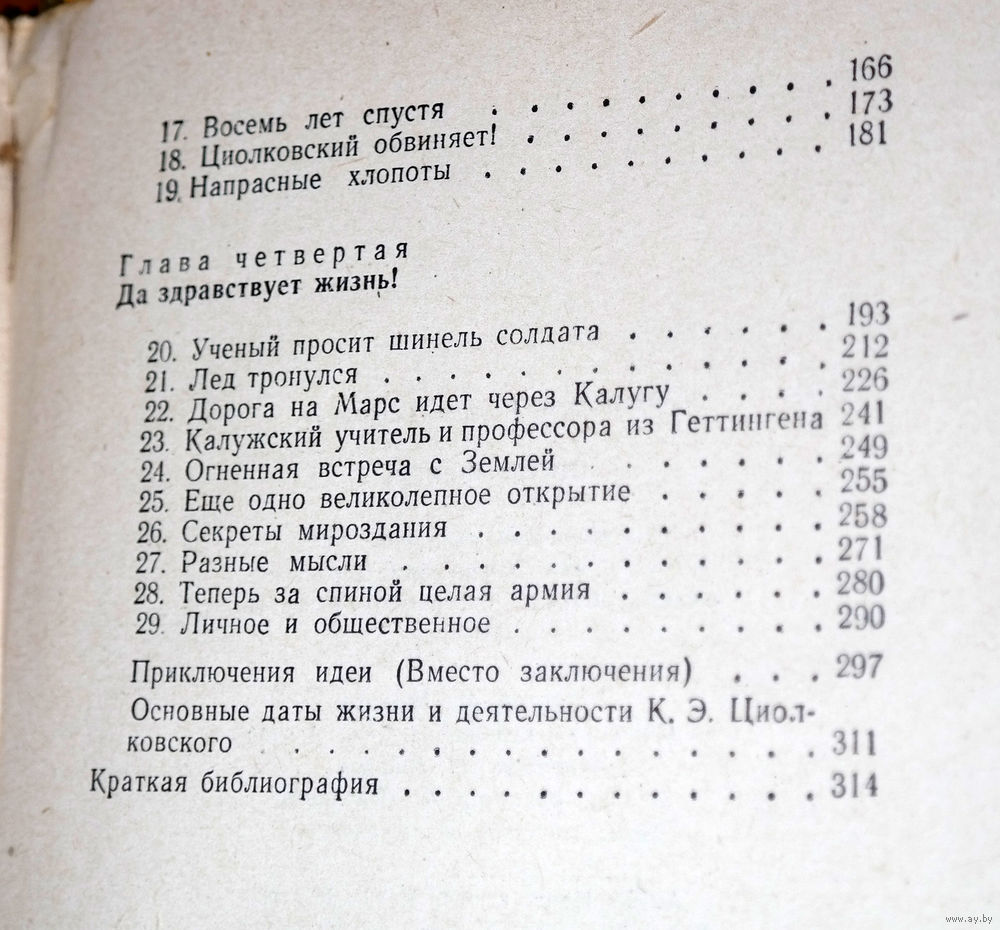 17. Восемь лет спустя . . . . . . . . . . 166
18. Циолковский обвиняет! . . . . . . . . . 173
19. Напрасные хлопоты . . . . . . . . . . 181
Глава четвертая
Да здравствует жизнь!
20. Ученый просит шинель солдата . . . . . . 193
21. Лед тронулся . . . . . . . . . . . . . 212
22. Дорога на Марс идет через Калугу . . . . 226
23. Калужский учитель и профессора из Геттингена 241
24. Огненная встреча с Землей . . . . . . . 249
25. Еще одно великолепное открытие . . . . . 255
26. Секреты мироздания . . . . . . . . . . 258
27. Разные мысли . . . . . . . . . . . . 271
28. Теперь за спиной целая армия . . . . . . 280
29. Личное и общественное . . . . . . . . . 290
Приключения идеи (Вместо заключения) . . . 297
Основные даты жизни и деятельности К. Э. Циол-
ковского . . . . . . . . . . . . . . . 311
Краткая библиография . . . . . . . . . . . . 314
www.ay.by